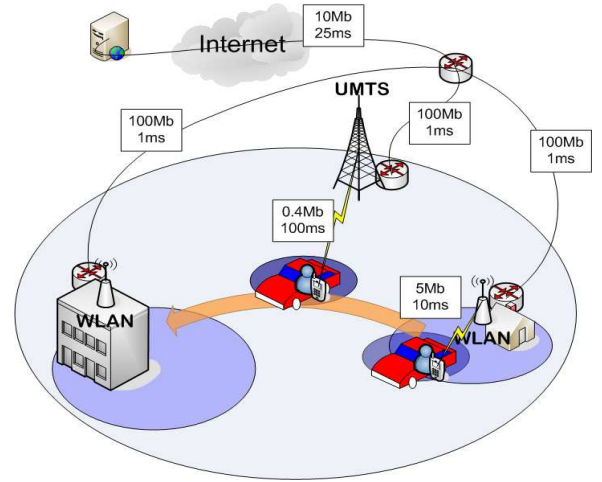 10Mb
25ms
Internet
UMTS
100Mb
1ms
100Mb
1ms
100Mb
1ms
0.4Mb
100ms
5Mb
10ms
WLAN
WLAN